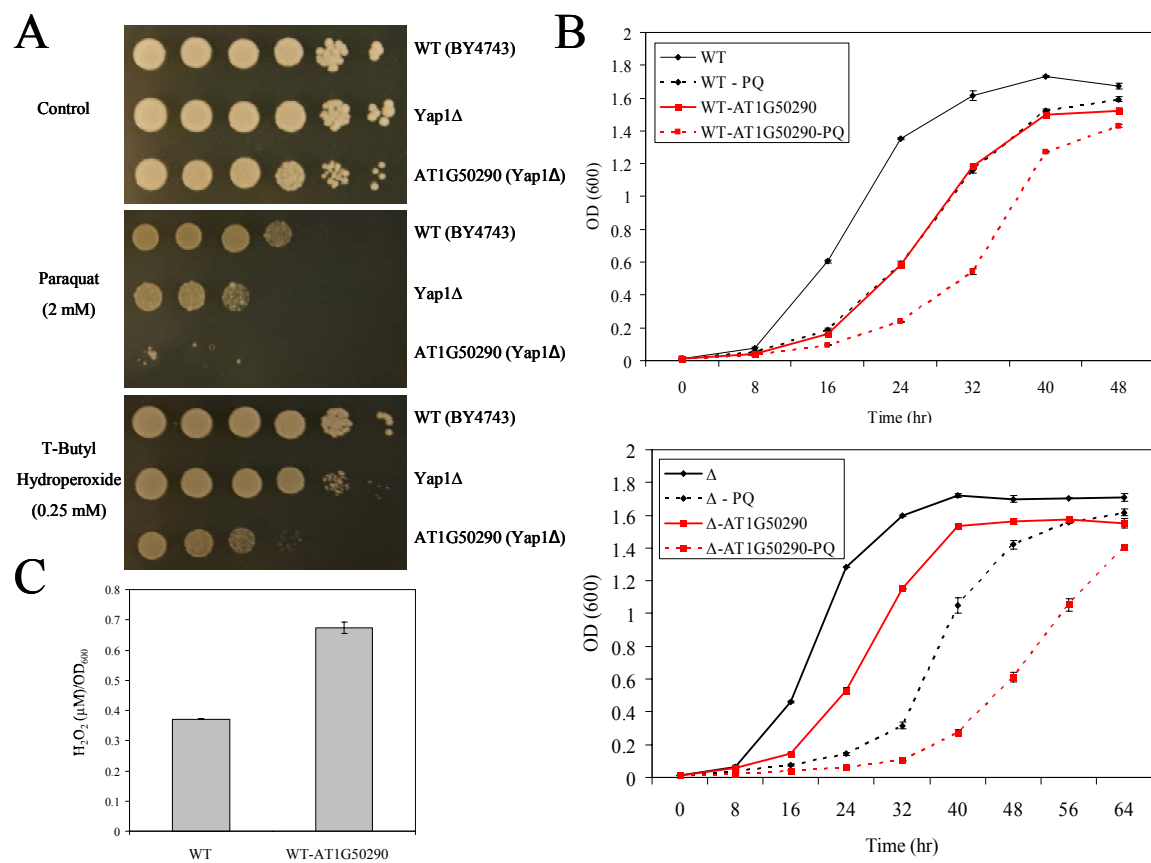 A
Control
WT (BY4743)
Yap1Δ
AT1G50290 (Yap1Δ)
Paraquat
(2 mM)
WT (BY4743)
Yap1Δ
AT1G50290 (Yap1Δ)
T-Butyl
Hydroperoxide
(0.25 mM)
WT (BY4743)
Yap1Δ
AT1G50290 (Yap1Δ)
B
WT
WT - PQ
WT-AT1G50290
WT-AT1G50290-PQ
OD (600)
2
1.8
1.6
1.4
1.2
1
0.8
0.6
0.4
0.2
0
0 8 16 24 32 40 48
Time (hr)
Δ
Δ - PQ
Δ-AT1G50290
Δ-AT1G50290-PQ
OD (600)
2
1.8
1.6
1.4
1.2
1
0.8
0.6
0.4
0.2
0
0 8 16 24 32 40 48 56 64
Time (hr)
C
H₂O₂ (μM)/OD₆₀₀
0.8
0.7
0.6
0.5
0.4
0.3
0.2
0.1
0
WT WT-AT1G50290